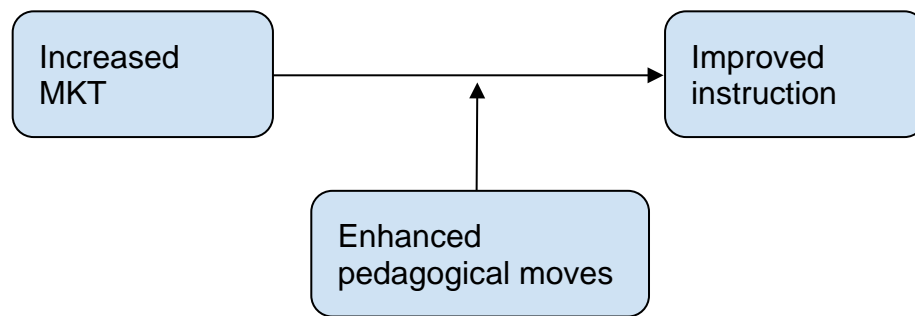 Increased
MKT
Improved
instruction
Enhanced
pedagogical moves